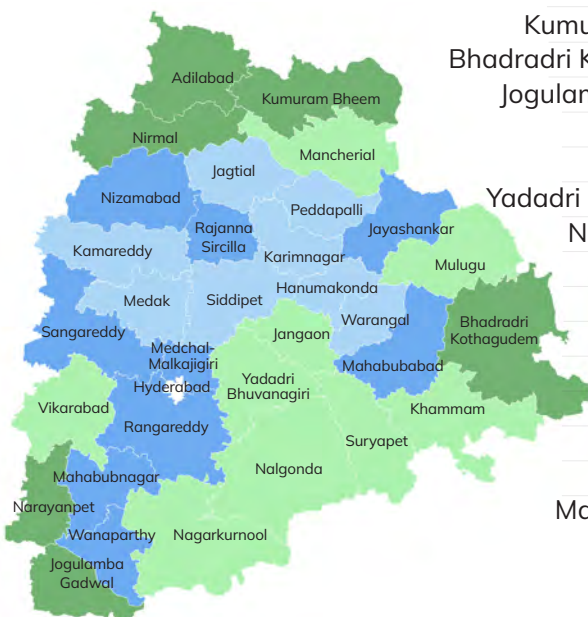 Kumu
Bhadradri K
Jogulan
Yadadri
N
Ma
Adilabad
Kumuram Bheem
Nirmal
Mancherial
Jagtial
Nizamabad
Peddapalli
Rajanna
Sircilla
Jayashankar
Kamareddy
Karimnagar
Mulugu
Medak
Siddipet
Hanumakonda
Warangal
Bhadradri
Kothagudem
Sangareddy
Jangaon
Medchal-
Malkajigiri
Mahabubabad
Hyderabad
Yadadri
Bhuvanagiri
Vikarabad
Khammam
Rangareddy
Suryapet
Nalgonda
Mahabubnagar
Narayanpet
Wanaparthy
Nagarkurnool
Jogulamba
Gadwal